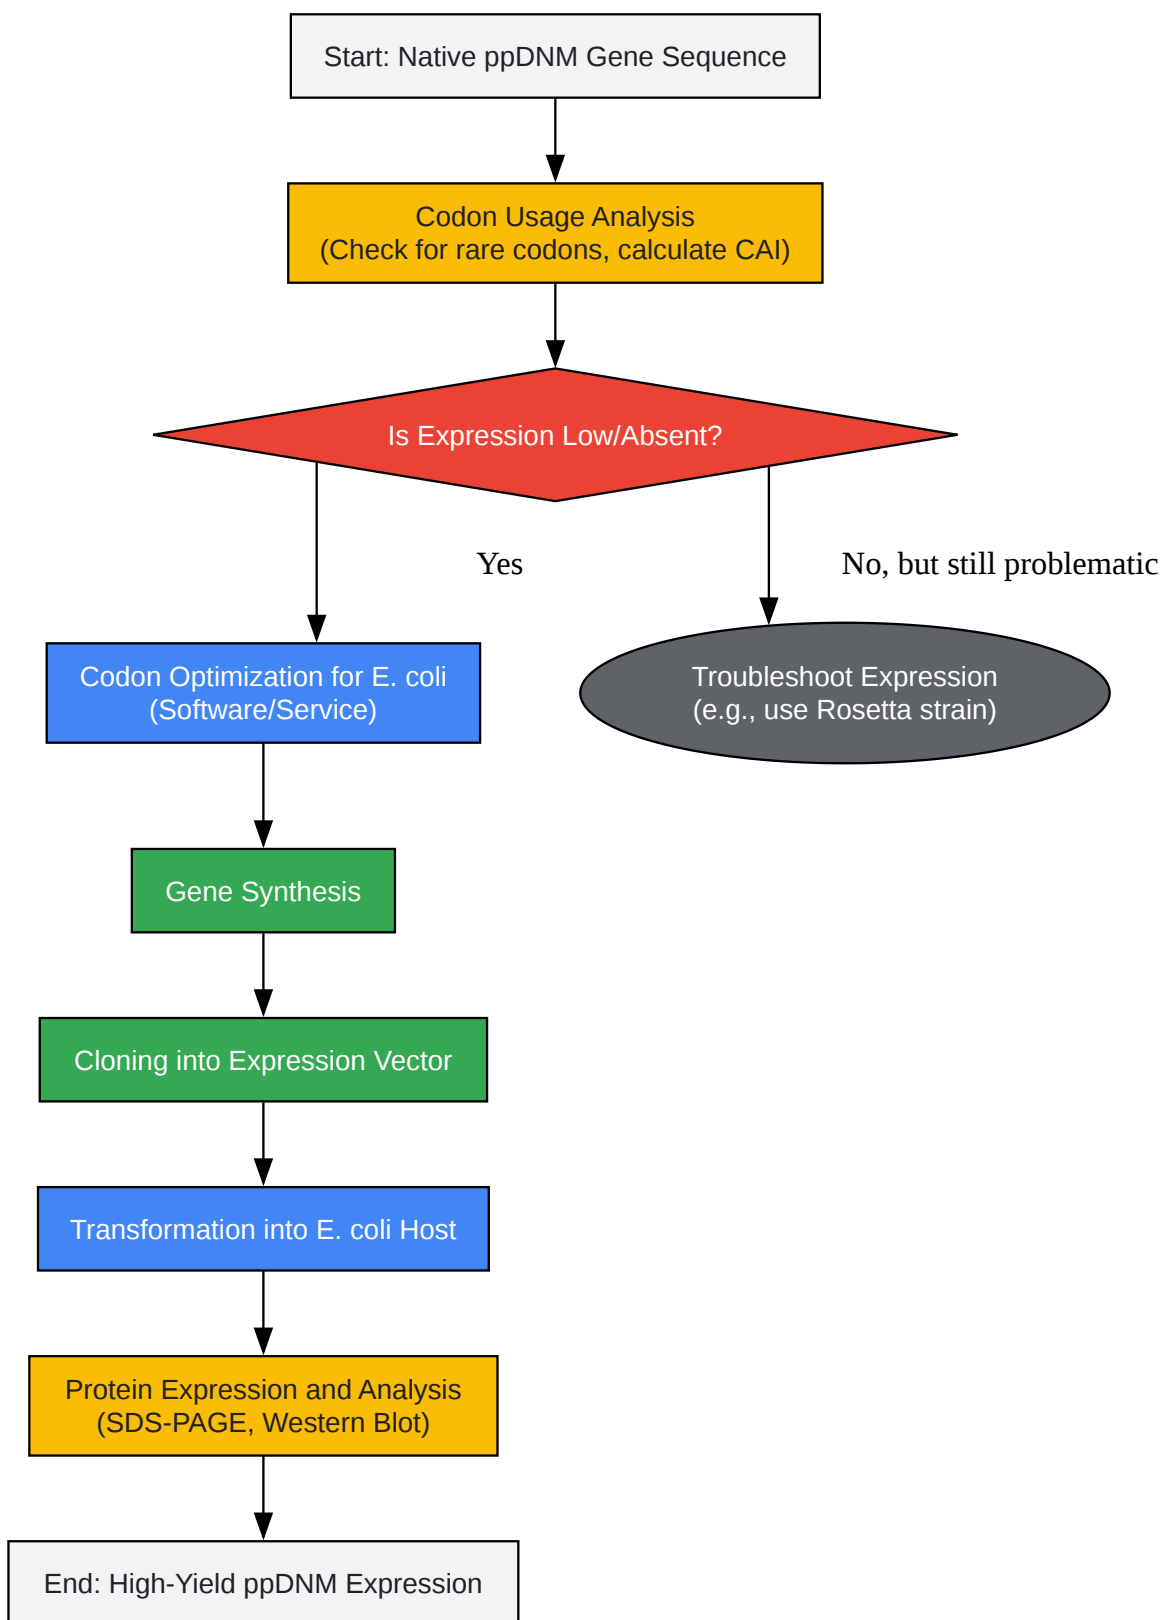 Start: Native ppDNM Gene Sequence
Codon Usage Analysis
(Check for rare codons, calculate CAI)
Is Expression Low/Absent?
Yes
No, but still problematic
Codon Optimization for E. coli
(Software/Service)
Troubleshoot Expression
(e.g., use Rosetta strain)
Gene Synthesis
Cloning into Expression Vector
Transformation into E. coli Host
Protein Expression and Analysis
(SDS-PAGE, Western Blot)
End: High-Yield ppDNM Expression